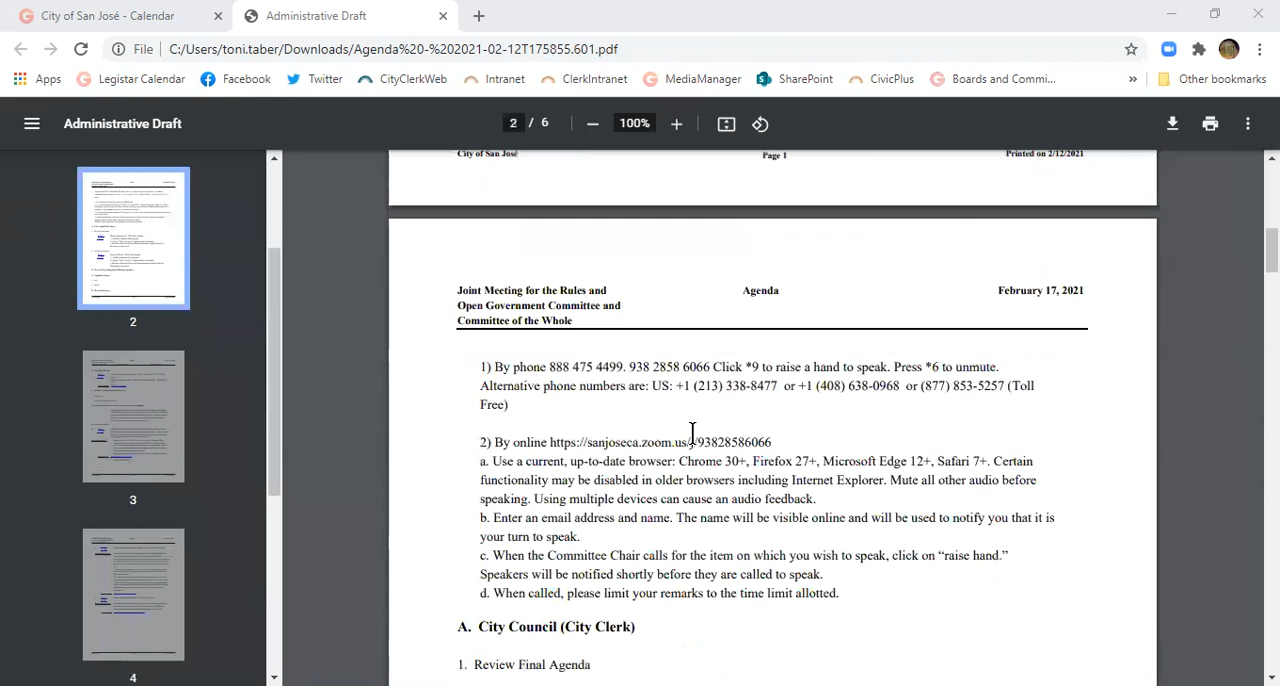 City of San José - Calendar
Administrative Draft
File
C:/Users/toni.taber/Downloads/Agenda%20-%202021-02-12T175855.601.pdf
Apps
Legistar Calendar
Facebook
Twitter
CityClerkWeb
Intranet
ClerkIntranet
MediaManager
SharePoint
CivicPlus
Boards and Commi...
»
Other bookmarks
Administrative Draft
2 / 6
100%
City of San José
Page 1
Printed on 2/12/2021
Joint Meeting for the Rules and
Open Government Committee and
Committee of the Whole
Agenda
February 17, 2021
1) By phone 888 475 4499. 938 2858 6066 Click *9 to raise a hand to speak. Press *6 to unmute.
Alternative phone numbers are: US: +1 (213) 338-8477 or +1 (408) 638-0968 or (877) 853-5257 (Toll
Free)
2) By online https://sanjoseca.zoom.us/j/93828586066
a. Use a current, up-to-date browser: Chrome 30+, Firefox 27+, Microsoft Edge 12+, Safari 7+. Certain
functionality may be disabled in older browsers including Internet Explorer. Mute all other audio before
speaking. Using multiple devices can cause an audio feedback.
b. Enter an email address and name. The name will be visible online and will be used to notify you that it is
your turn to speak.
c. When the Committee Chair calls for the item on which you wish to speak, click on “raise hand.”
Speakers will be notified shortly before they are called to speak.
d. When called, please limit your remarks to the time limit allotted.
A. City Council (City Clerk)
1. Review Final Agenda
2
3
4